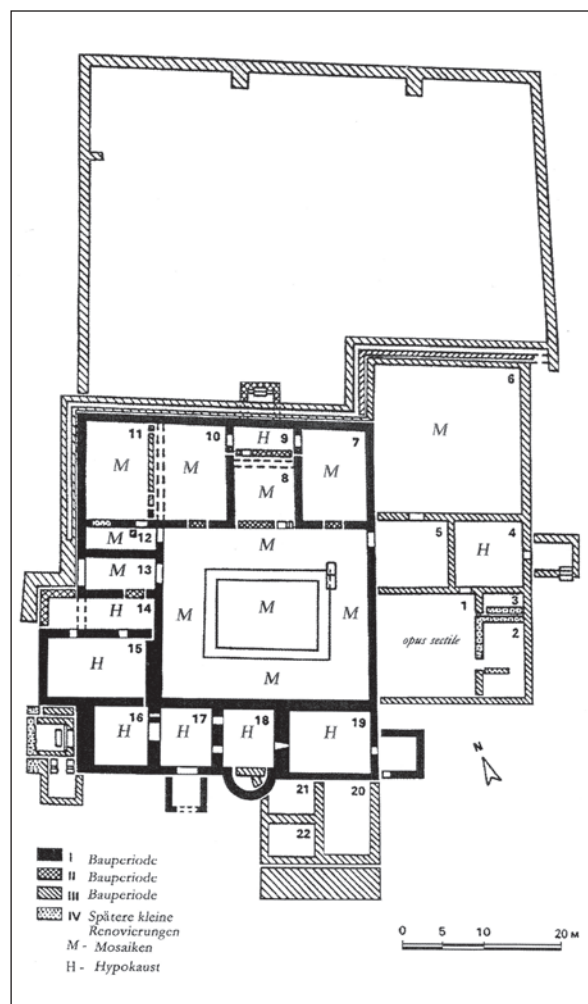 6
11
10
H 9
7
M
M
M
8
M
M
M
M 12
5
4
H
M 13
M
1
3
14
H
M
M
M
opus sectile
2
15
H
M
16
17
18
19
H
H
H
H
N
21
20
22
I Bauperiode
II Bauperiode
III Bauperiode
IV Spätere kleine
Renovierungen
M - Mosaiken
H - Hypokaust
0 5 10 20 M